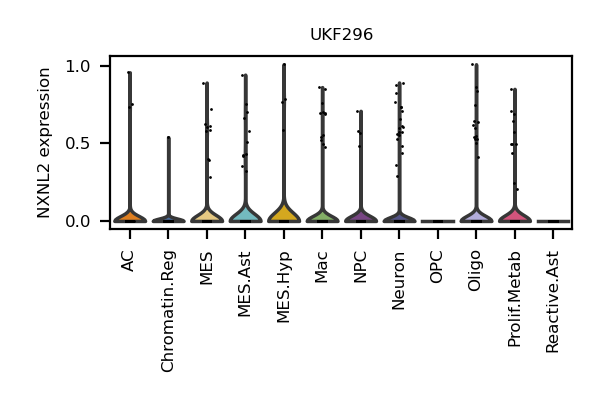 UKF296
NXNL2 expression
1.0
0.5
0.0
AC
Chromatin.Reg
MES
MES.Ast
MES.Hyp
Mac
NPC
Neuron
OPC
Oligo
Prolif.Metab
Reactive.Ast